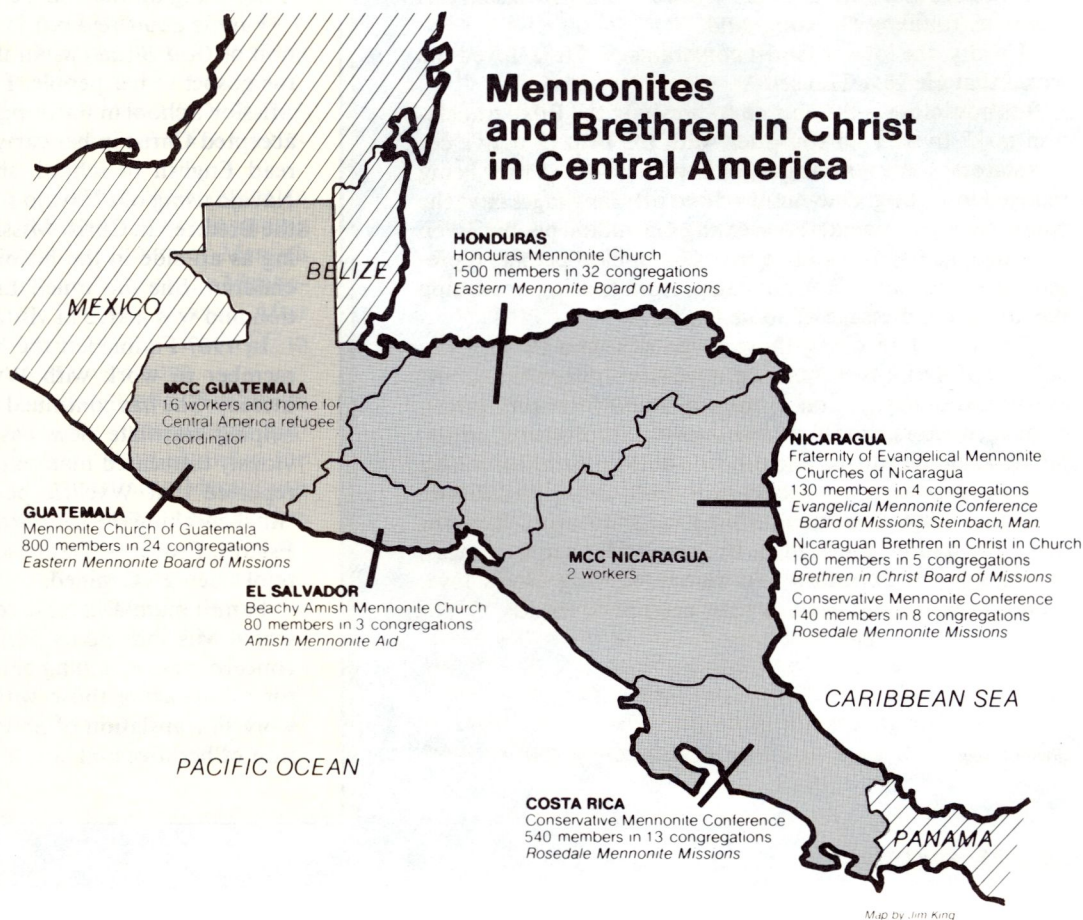 Mennonites
and Brethren in Christ
in Central America
HONDURAS
Honduras Mennonite Church
1500 members in 32 congregations
Eastern Mennonite Board of Missions
BELIZE
MEXICO
MCC GUATEMALA
16 workers and home for
Central America refugee
coordinator
GUATEMALA
Mennonite Church of Guatemala
800 members in 24 congregations
Eastern Mennonite Board of Missions
EL SALVADOR
Beachy Amish Mennonite Church
80 members in 3 congregations
Amish Mennonite Aid
MCC NICARAGUA
2 workers
NICARAGUA
Fraternity of Evangelical Mennonite
Churches of Nicaragua
130 members in 4 congregations
Evangelical Mennonite Conference
Board of Missions, Steinbach, Man.
Nicaraguan Brethren in Christ in Church
160 members in 5 congregations
Brethren in Christ Board of Missions
Conservative Mennonite Conference
140 members in 8 congregations
Rosedale Mennonite Missions
CARIBBEAN SEA
PACIFIC OCEAN
COSTA RICA
Conservative Mennonite Conference
540 members in 13 congregations
Rosedale Mennonite Missions
PANAMA
Map by Jim King